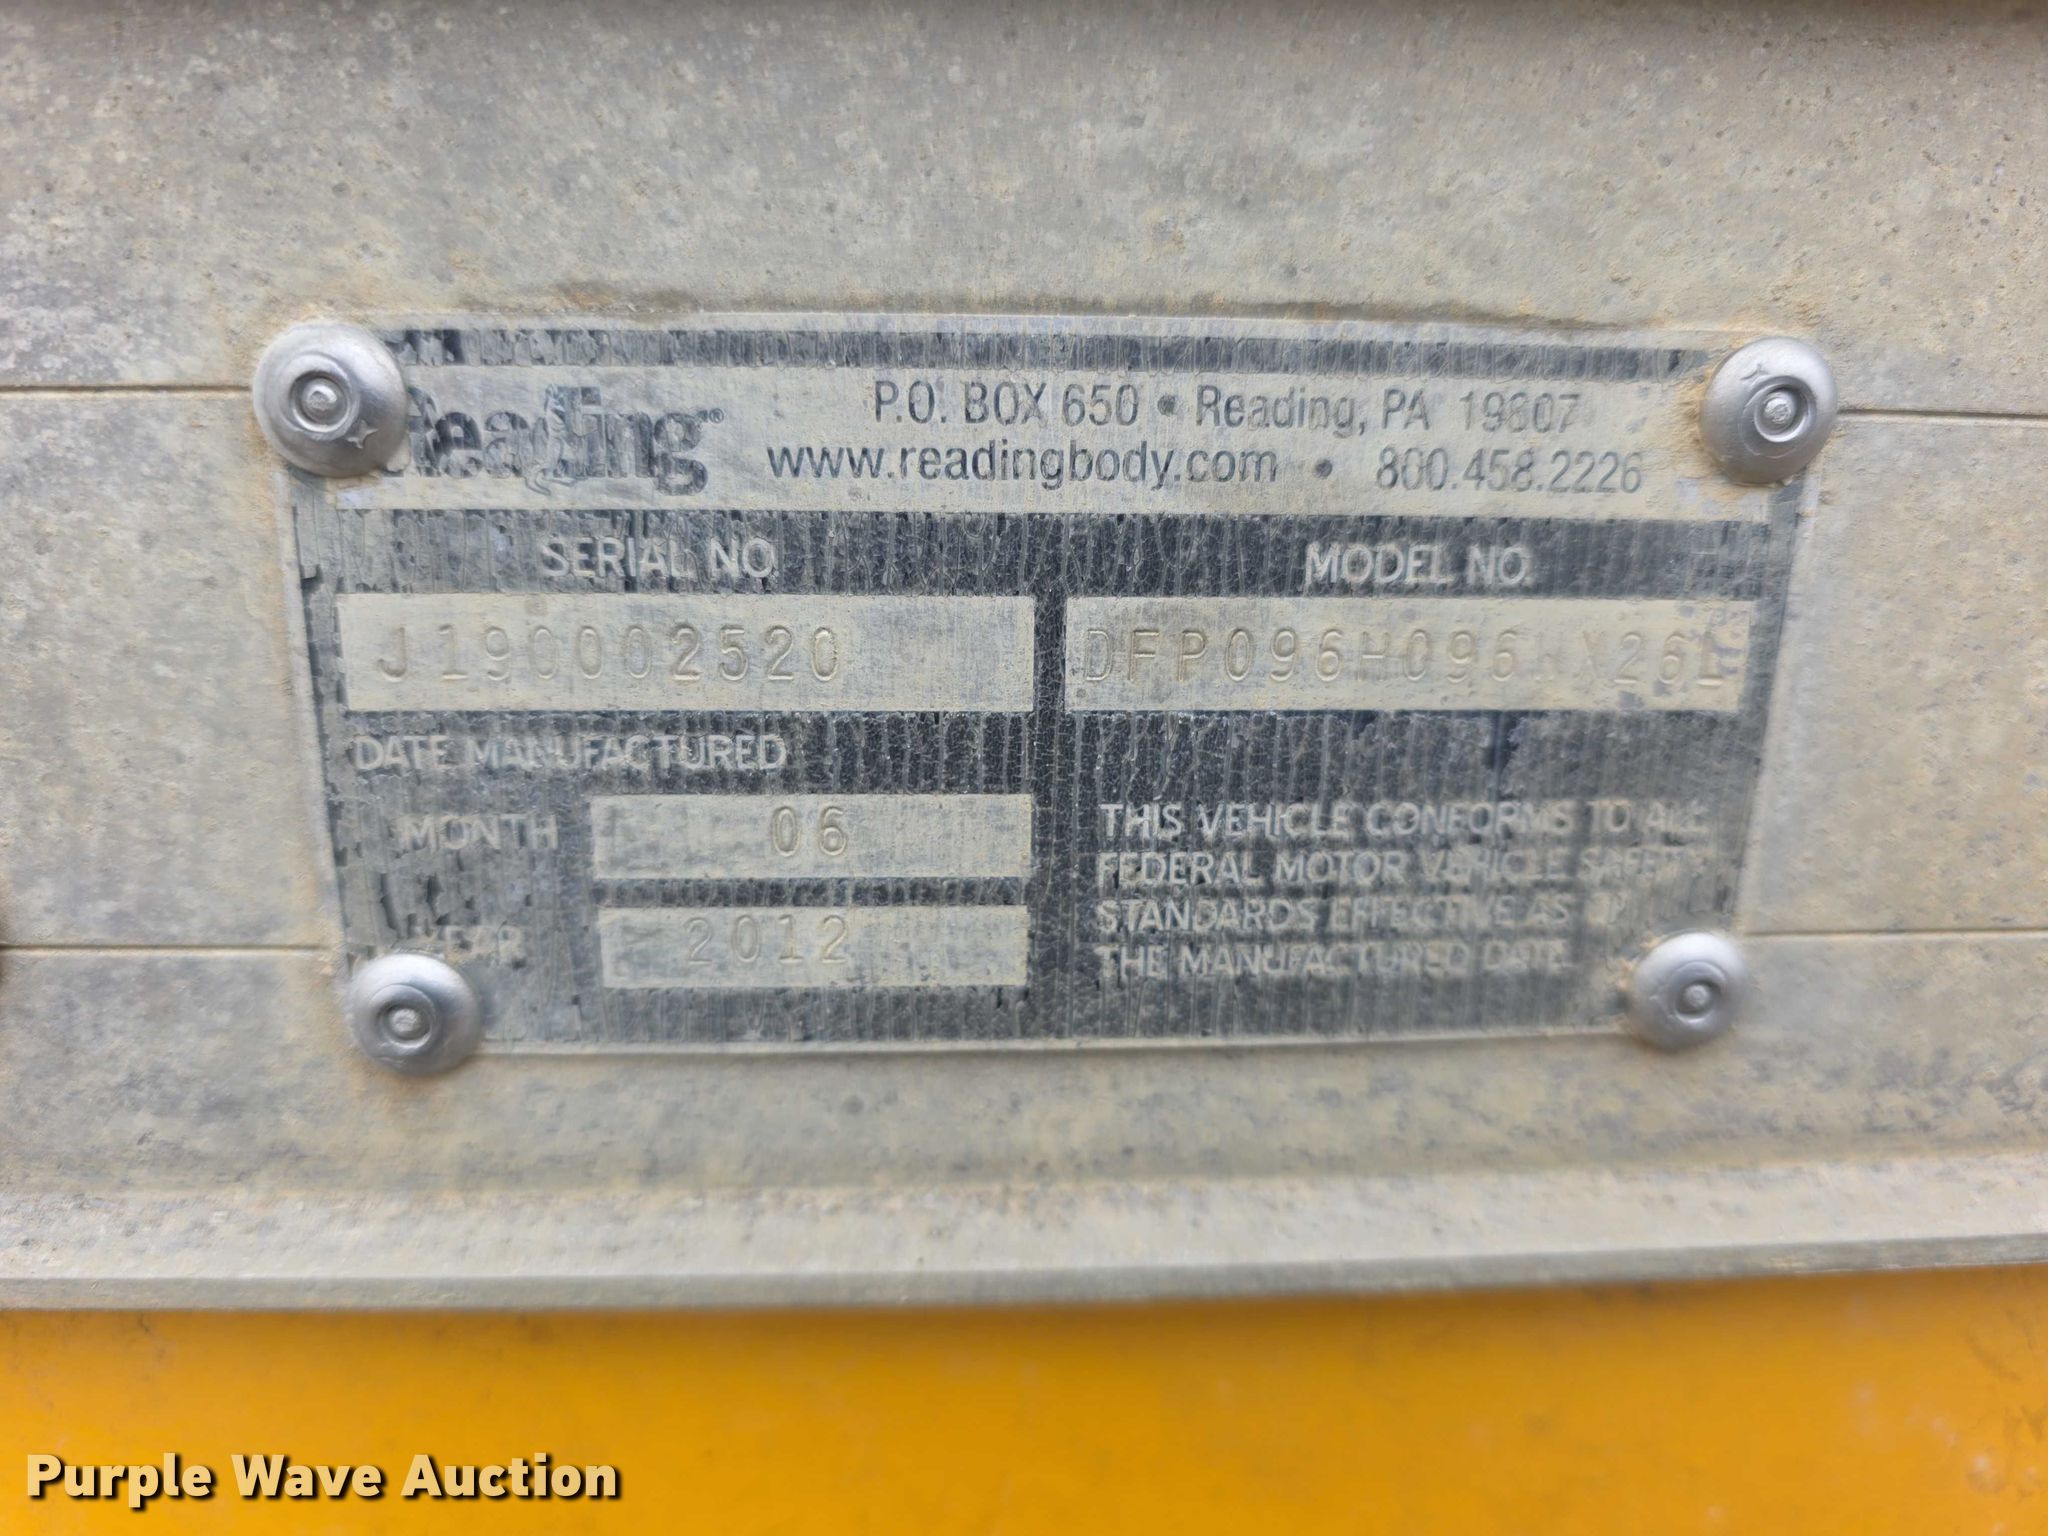 Reading®
P.O. BOX 650 • Reading, PA 19607
www.readingbody.com • 800.458.2226
SERIAL NO. MODEL NO.
J190002520
DATE MANUFACTURED
MONTH 06
YEAR 2012
THIS VEHICLE CONFORMS TO ALL
FEDERAL MOTOR VEHICLE SAFETY
STANDARDS EFFECTIVE AS OF
THE MANUFACTURED DATE
Purple Wave Auction